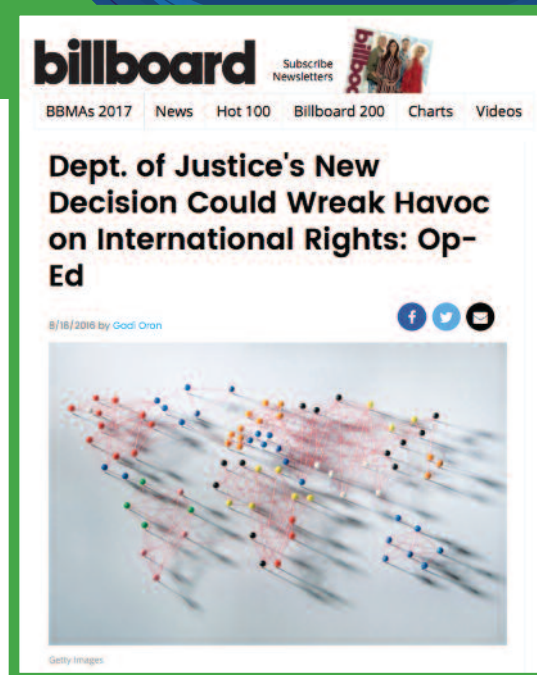 billboard
Subscribe
Newsletters
BBMAs 2017 News Hot 100 Billboard 200 Charts Videos
Dept. of Justice's New
Decision Could Wreak Havoc
on International Rights: Op-
Ed
8/18/2016 by Gadi Oron
Getty Images